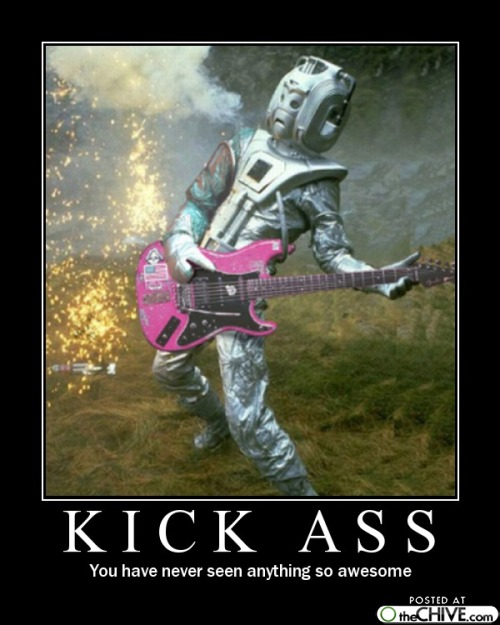 KICK ASS
You have never seen anything so awesome
POSTED AT
theCHIVE.com